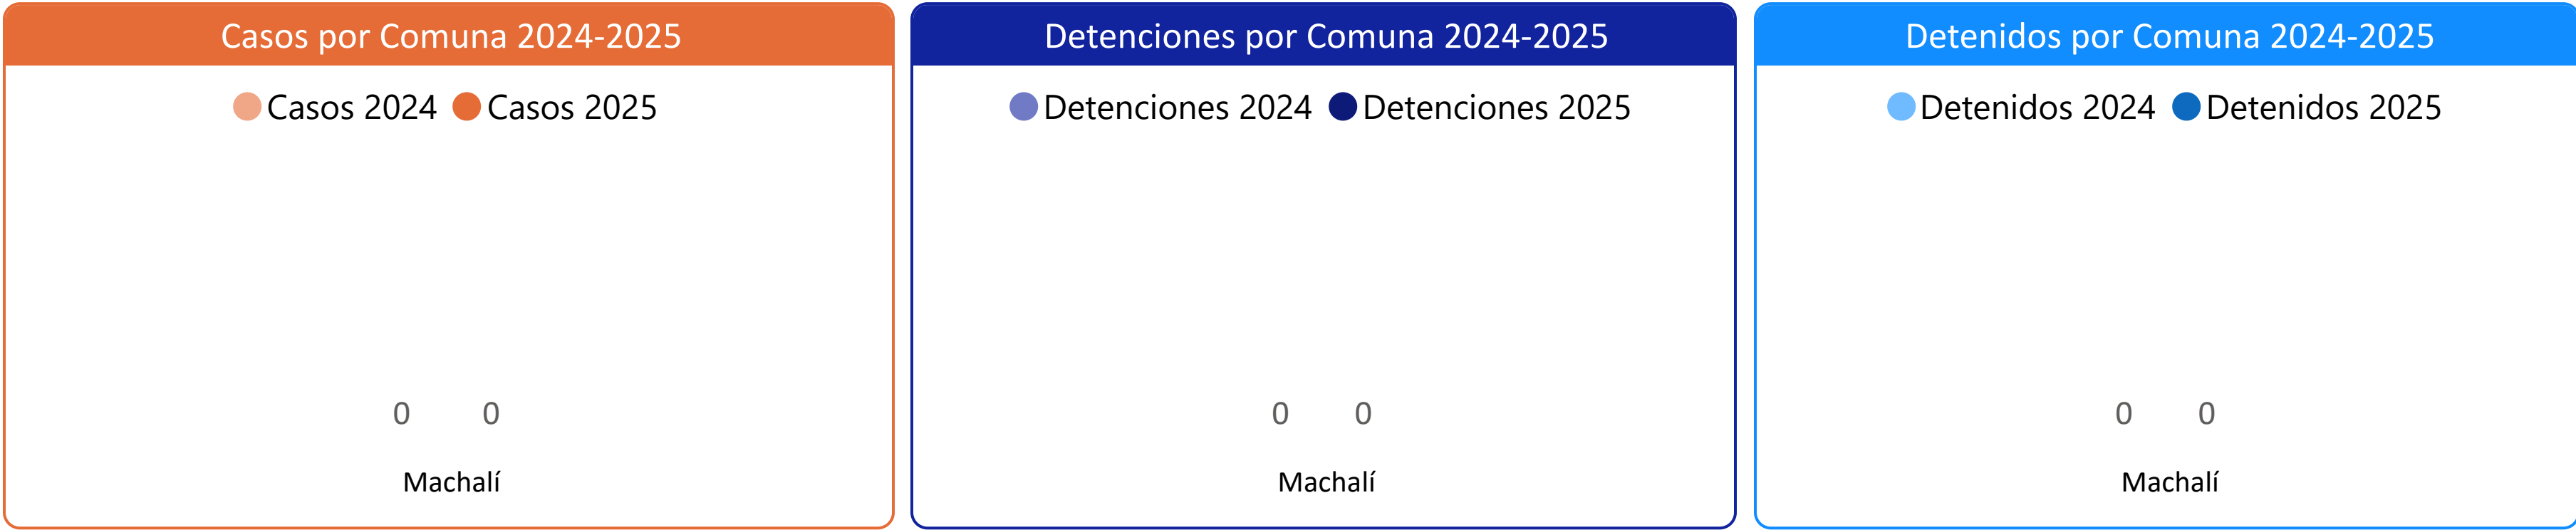 Casos por Comuna 2024-2025
Casos 2024 Casos 2025
0 0
Machalí
Detenciones por Comuna 2024-2025
Detenciones 2024 Detenciones 2025
0 0
Machalí
Detenidos por Comuna 2024-2025
Detenidos 2024 Detenidos 2025
0 0
Machalí